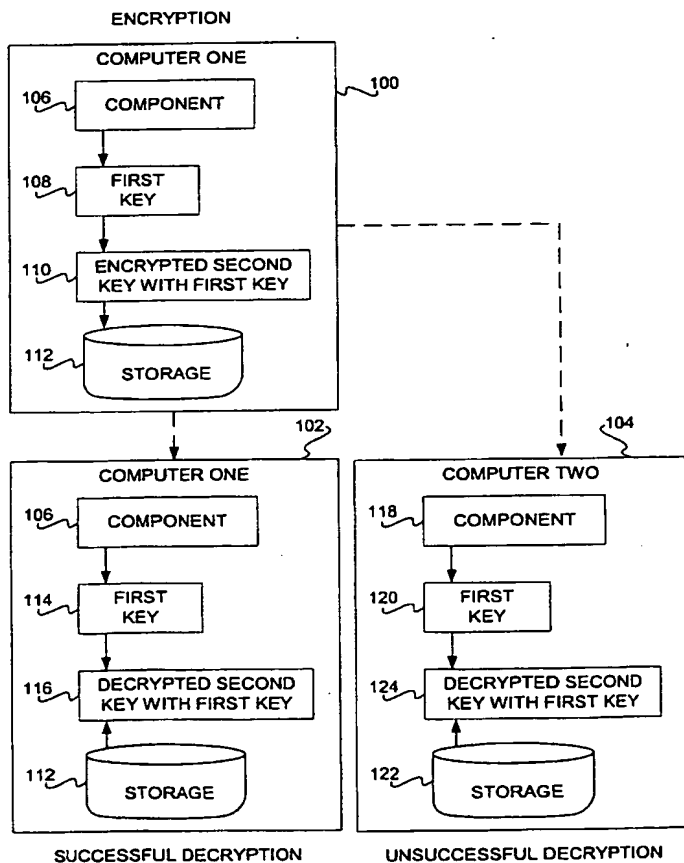 ENCRYPTION
COMPUTER ONE
106
COMPONENT
100
108
FIRST
KEY
110
ENCRYPTED SECOND
KEY WITH FIRST KEY
112
STORAGE
102
104
COMPUTER ONE
106
COMPONENT
114
FIRST
KEY
116
DECRYPTED SECOND
KEY WITH FIRST KEY
112
STORAGE
SUCCESSFUL DECRYPTION
COMPUTER TWO
118
COMPONENT
120
FIRST
KEY
124
DECRYPTED SECOND
KEY WITH FIRST KEY
122
STORAGE
UNSUCCESSFUL DECRYPTION